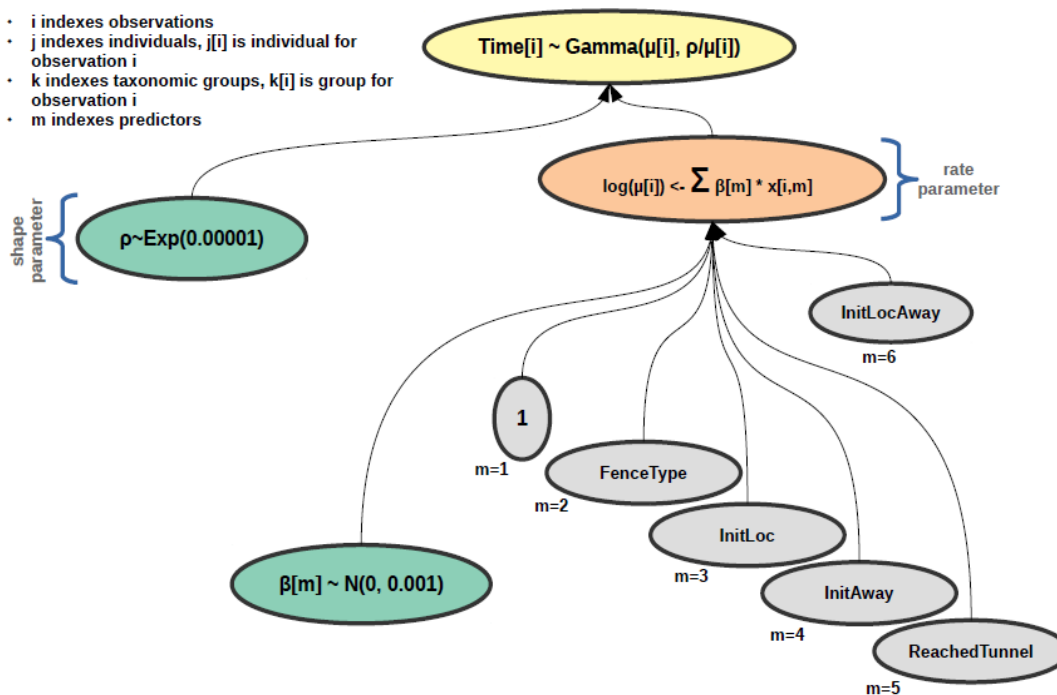 • i indexes observations
• j indexes individuals, j[i] is individual for
observation i
• k indexes taxonomic groups, k[i] is group for
observation i
• m indexes predictors
Time[i] ~ Gamma(µ[i], ρ/µ[i])
log(µ[i]) <- Σ β[m] * x[i,m]
rate
parameter
shape
parameter
ρ~Exp(0.00001)
InitLocAway
m=6
1
m=1
FenceType
m=2
InitLoc
m=3
β[m] ~ N(0, 0.001)
InitAway
m=4
ReachedTunnel
m=5